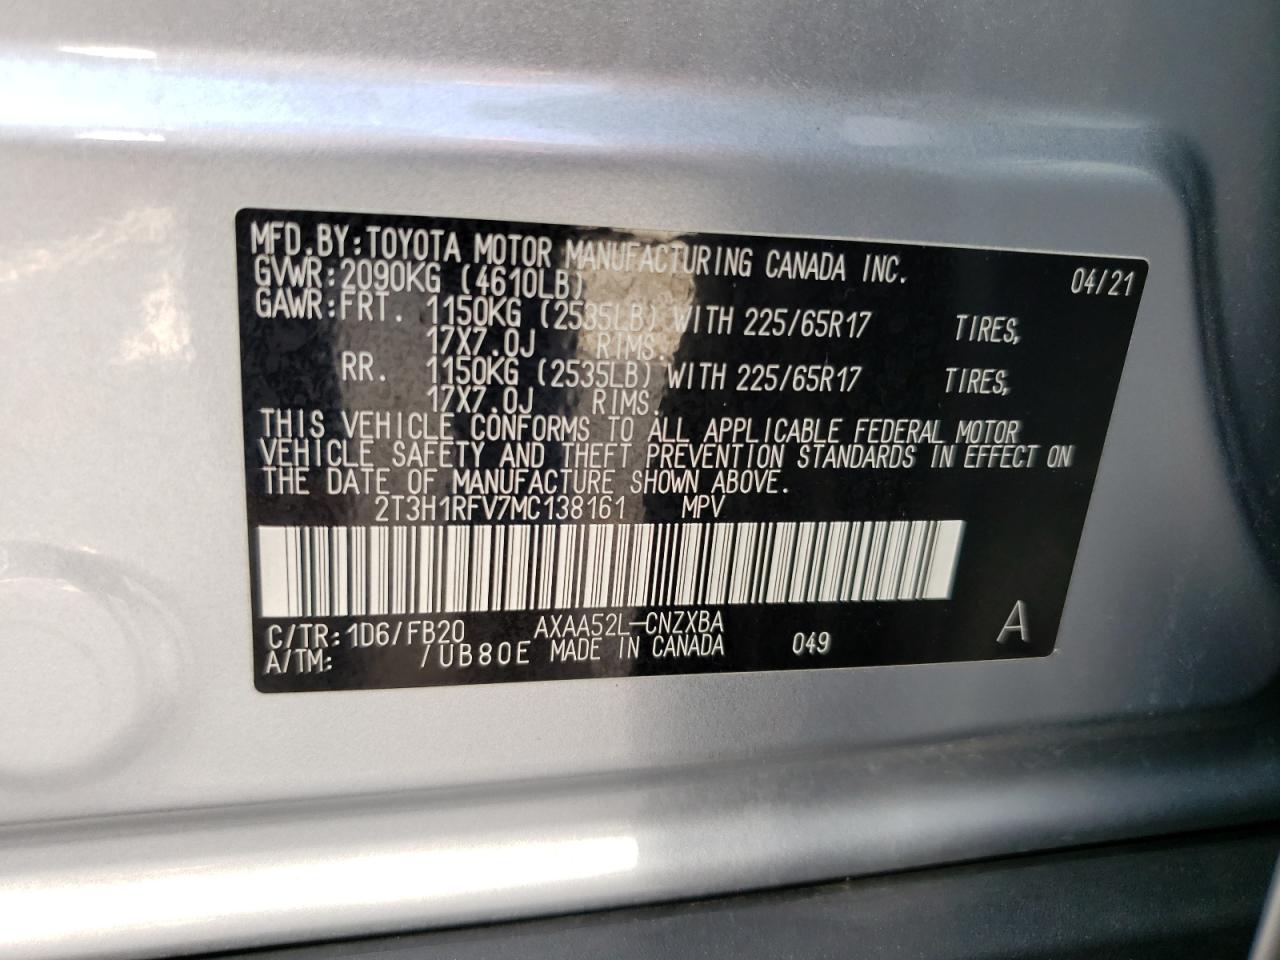 MFD.BY:TOYOTA MOTOR MANUFACTURING CANADA INC. 04/21
GVWR:2090KG (4610LB)
GAWR:FRT. 1150KG (2535LB) WITH 225/65R17 TIRES,
17X7.0J RIMS.
RR. 1150KG (2535LB) WITH 225/65R17 TIRES,
17X7.0J RIMS.
THIS VEHICLE CONFORMS TO ALL APPLICABLE FEDERAL MOTOR
VEHICLE SAFETY AND THEFT PREVENTION STANDARDS IN EFFECT ON
THE DATE OF MANUFACTURE SHOWN ABOVE.
2T3H1RFV7MC138161 MPV
C/TR:1D6/FB20 AXAA52L-CNZXBA
A/TM: /UB80E MADE IN CANADA 049 A